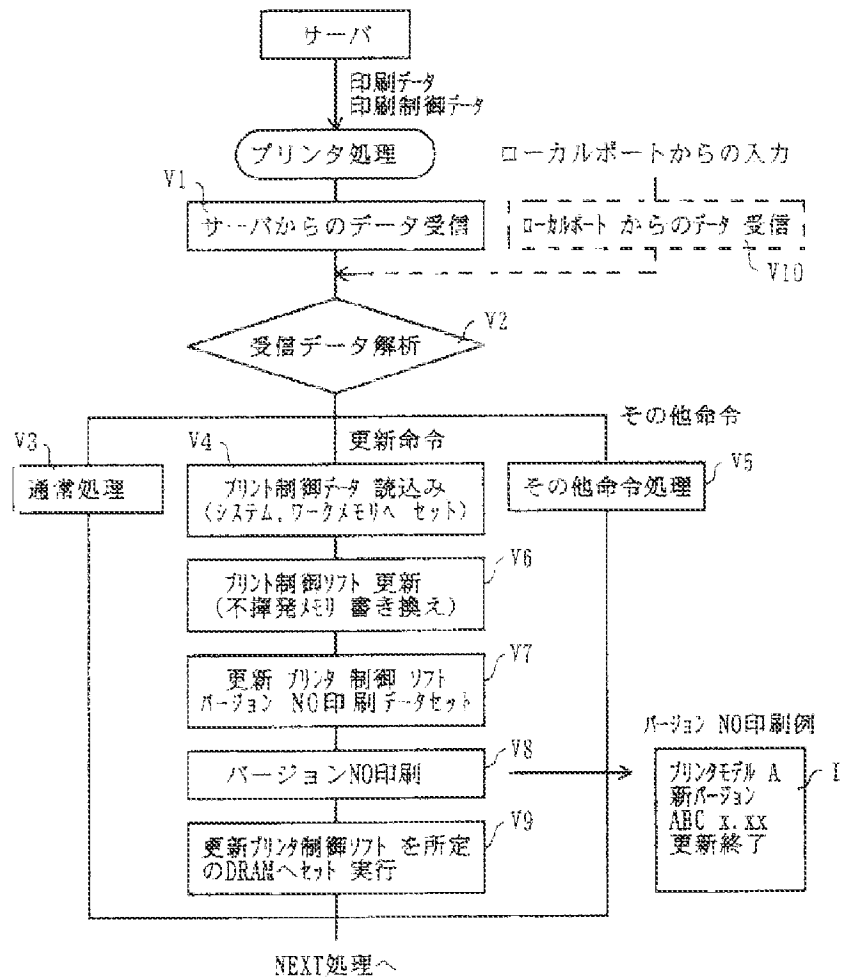 サーバ
印刷データ
印刷制御データ
プリンタ処理
ローカルポートからの入力
V1
サーバからのデータ受信
ローカルポート からのデータ 受信
V10
V2
受信データ解析
その他命令
更新命令
V3
通常処理
V4
プリント制御データ 読込み
(システム,ワークメモリへ セット)
V5
その他命令処理
V6
プリント制御ソフト 更新
(不揮発メモリ 書き換え)
V7
更新 プリンタ 制御 ソフト
バージョン NO印刷データセット
V8
バージョンNO印刷
バージョン NO印刷例
プリンタモデル A
新バージョン
ABC x.xx
更新終了
I
V9
更新プリンタ制御ソフト を所定
のDRAMへセット 実行
NEXT処理へ